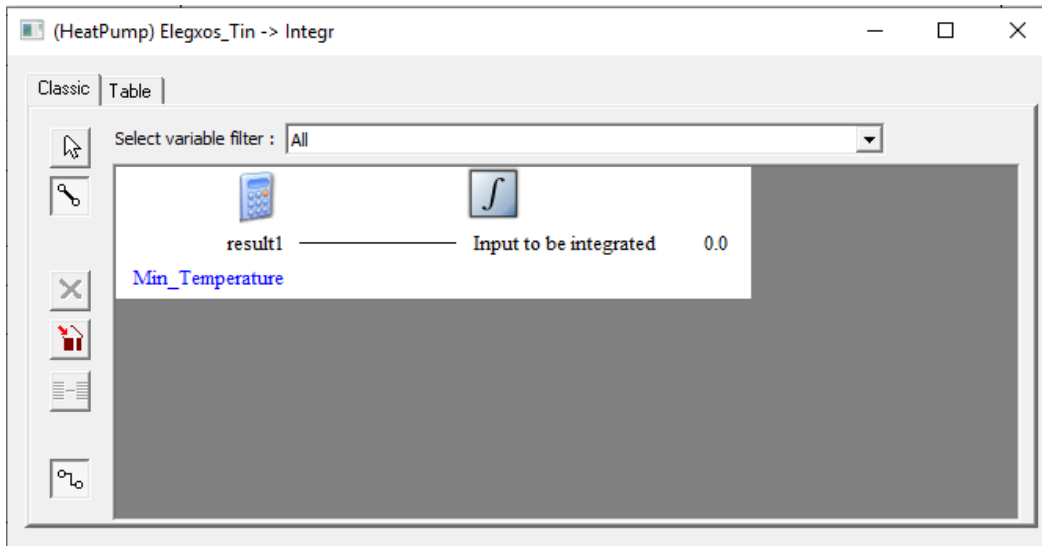 (HeatPump) Elegxos_Tin -> Integr
Classic Table
Select variable filter : All
result1 Input to be integrated 0.0
Min_Temperature